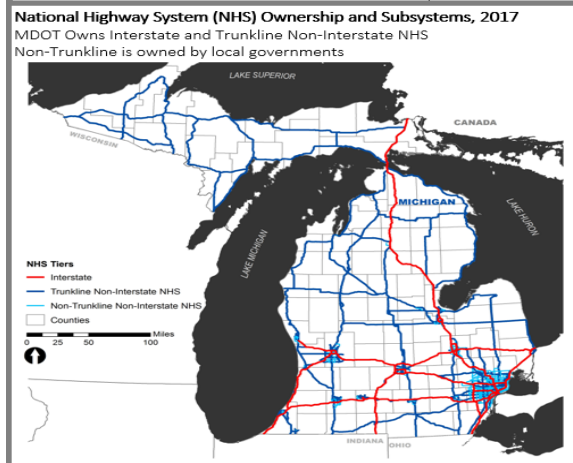 National Highway System (NHS) Ownership and Subsystems, 2017
MDOT Owns Interstate and Trunkline Non-Interstate NHS
Non-Trunkline is owned by local governments
LAKE SUPERIOR
CANADA
WISCONSIN
MICHIGAN
LAKE HURON
LAKE MICHIGAN
NHS Tiers
Interstate
Trunkline Non-Interstate NHS
Non-Trunkline Non-Interstate NHS
Counties
Miles
0 25 50 100
INDIANA OHIO